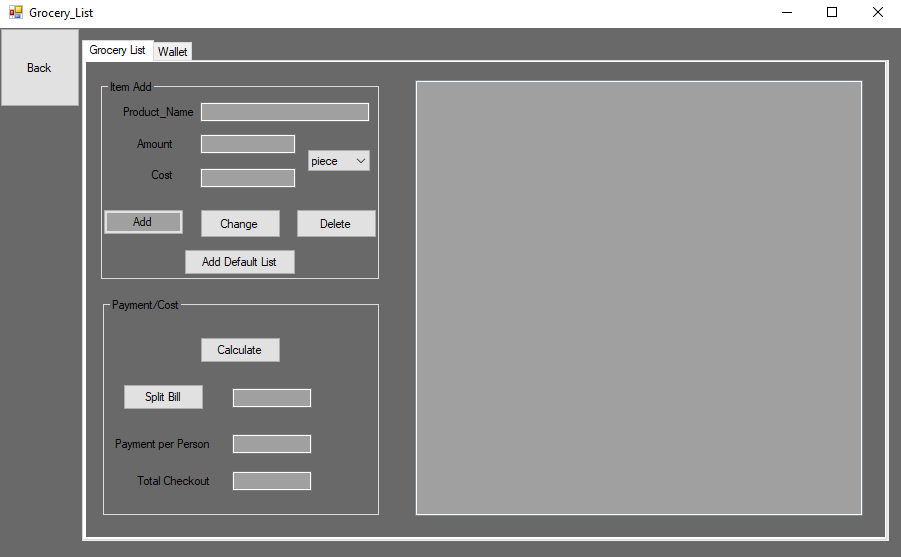 Grocery_List
Back
Grocery List Wallet
Item Add
Product_Name
Amount
piece
Cost
Add Change Delete
Add Default List
Payment/Cost
Calculate
Split Bill
Payment per Person
Total Checkout